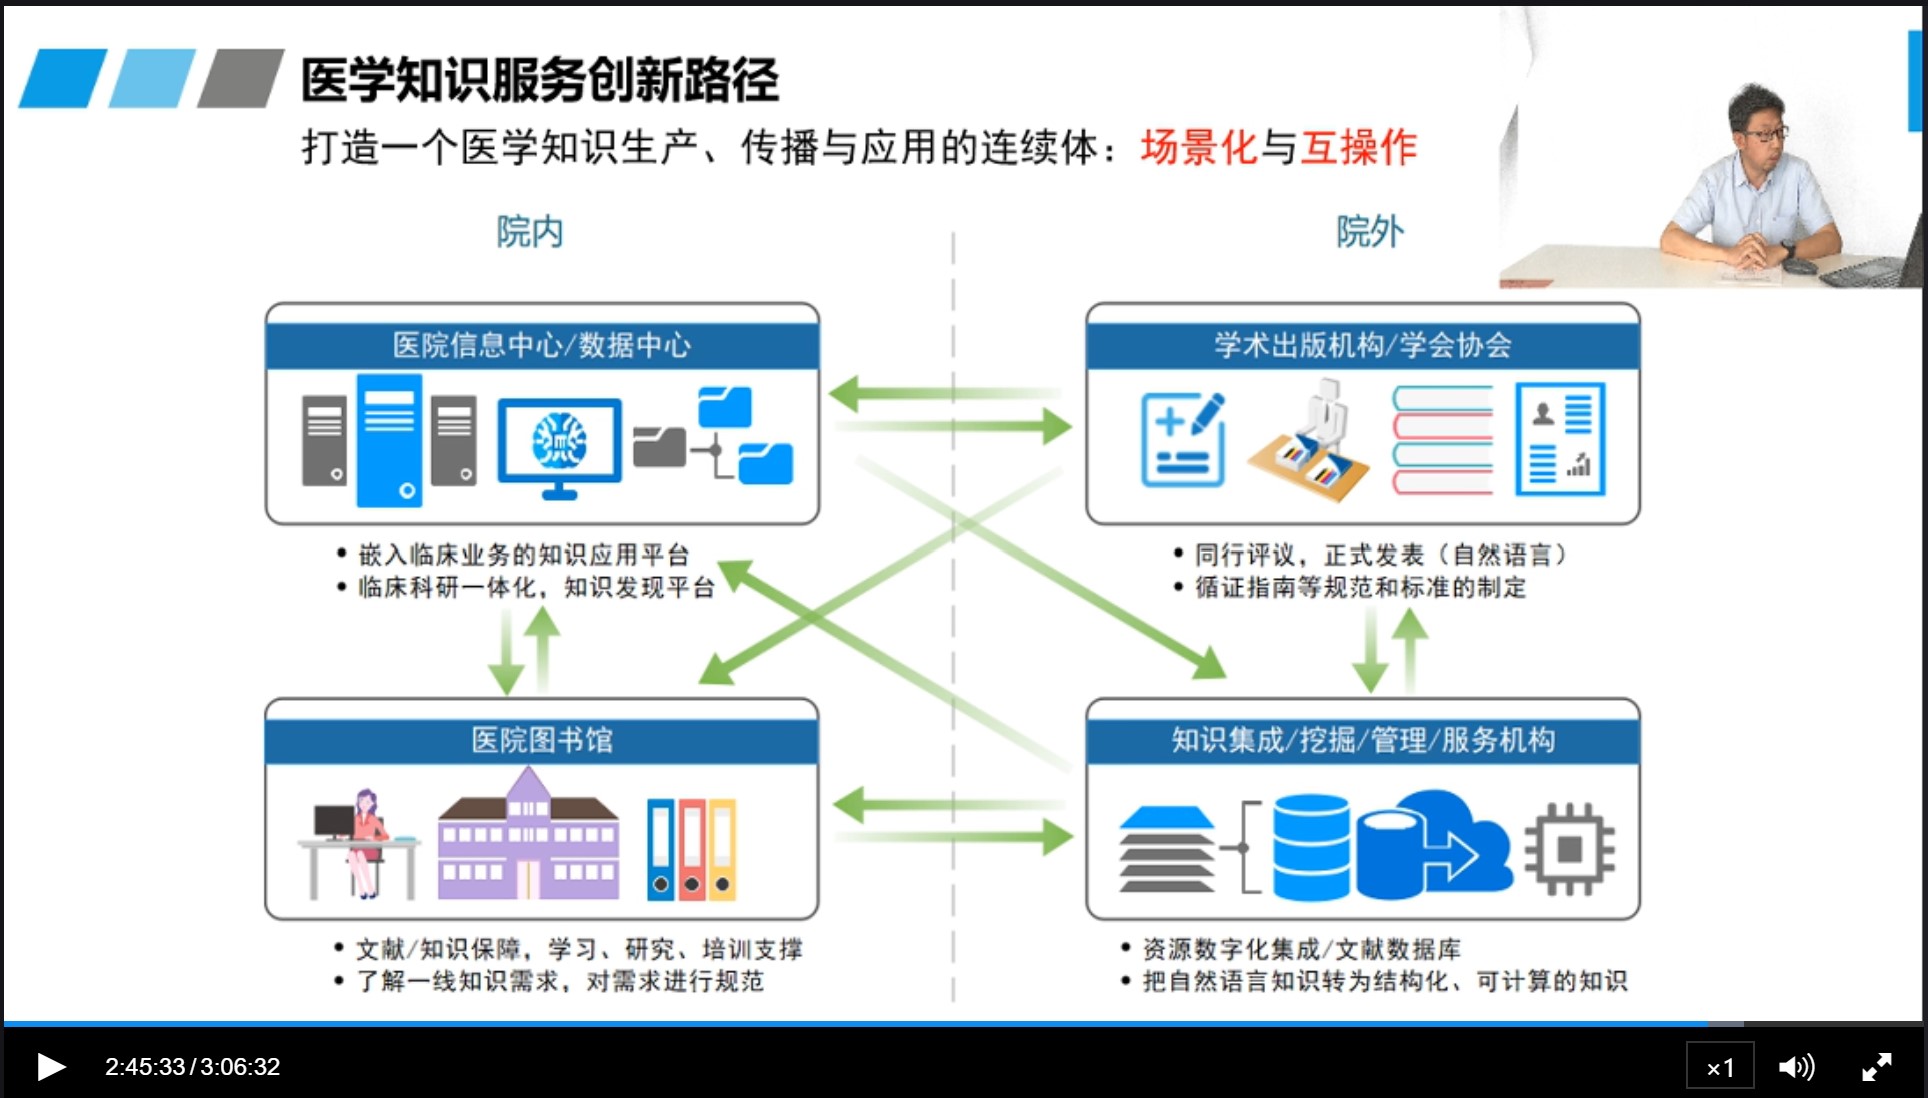 医学知识服务创新路径
打造一个医学知识生产、传播与应用的连续体：场景化与互操作
院内
院外
医院信息中心/数据中心
学术出版机构/学会协会
• 嵌入临床业务的知识应用平台
• 临床科研一体化，知识发现平台
• 同行评议，正式发表（自然语言）
• 循证指南等规范和标准的制定
医院图书馆
知识集成/挖掘/管理/服务机构
• 文献/知识保障，学习、研究、培训支撑
• 了解一线知识需求，对需求进行规范
• 资源数字化集成/文献数据库
• 把自然语言知识转为结构化、可计算的知识
2:45:33/3:06:32
×1